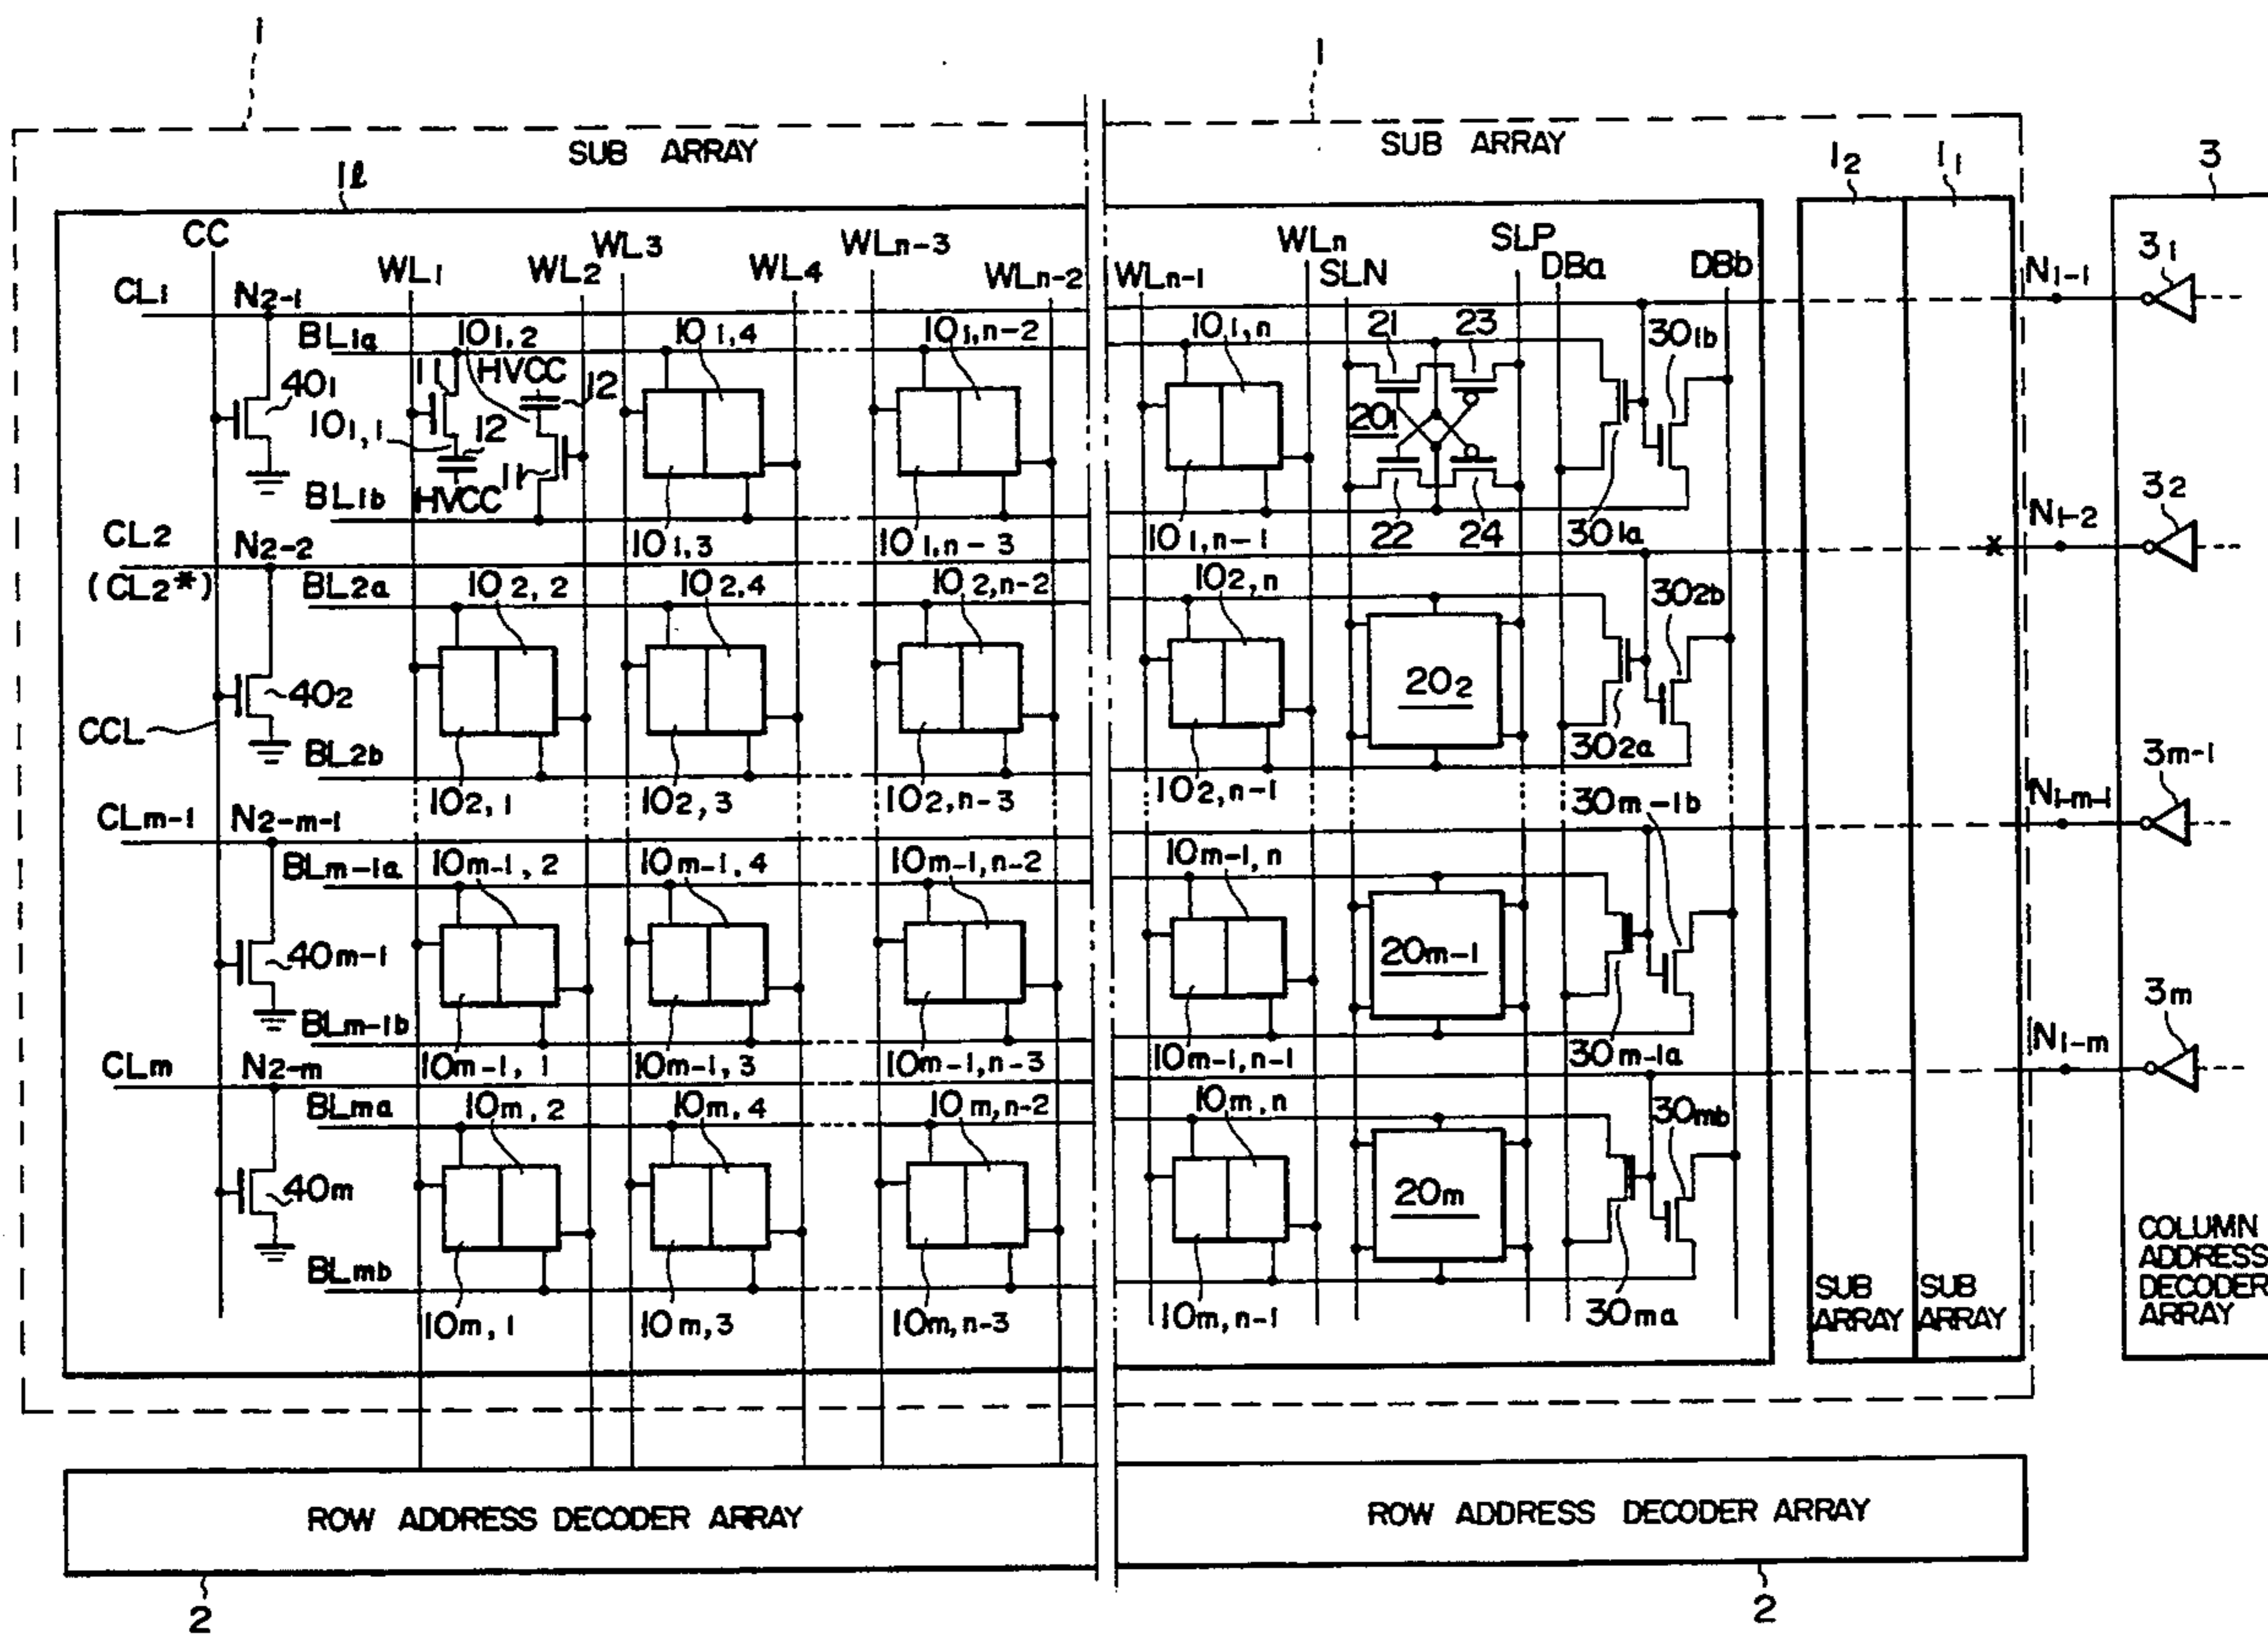 1 1
SUB ARRAY SUB ARRAY
1ℓ 1₂ 1₁ 3
CC WL₁ WL₂ WL₃ WL₄ WLn-3 WLn-2 WLn-1 WLn SLN SLP DBa DBb
CL₁ N₂₋₁ N₁₋₁ 3₁
BL₁a 10₁,₂ 10₁,₄ 10₁,n-2 10₁,n 21 23 30₁b
40₁ 11 HVCC 12
10₁,₁ 12 20₁
BL₁b HVCC 11
10₁,₃ 10₁,n-3 10₁,n-1 22 24 30₁a
CL₂ N₂₋₂ × N₁₋₂ 3₂
(CL₂*) BL₂a 10₂,₂ 10₂,₄ 10₂,n-2 10₂,n 30₂b
40₂ 20₂
CCL BL₂b 30₂a
10₂,₁ 10₂,₃ 10₂,n-3 10₂,n-1
CLm-1 N₂₋m₋₁ 30m-1b N₁₋m₋₁ 3m-1
BLm-1a 10m-1,2 10m-1,4 10m-1,n-2 10m-1,n
40m-1 20m-1
BLm-1b
10m-1,1 10m-1,3 10m-1,n-3 10m-1,n-1 30m-1a
CLm N₂₋m N₁₋m 3m
BLma 10m,2 10m,4 10m,n-2 10m,n 30mb
40m 20m
BLmb
10m,1 10m,3 10m,n-3 10m,n-1 30ma
SUB
ARRAY
SUB
ARRAY
COLUMN
ADDRESS
DECODER
ARRAY
ROW ADDRESS DECODER ARRAY ROW ADDRESS DECODER ARRAY
2 2